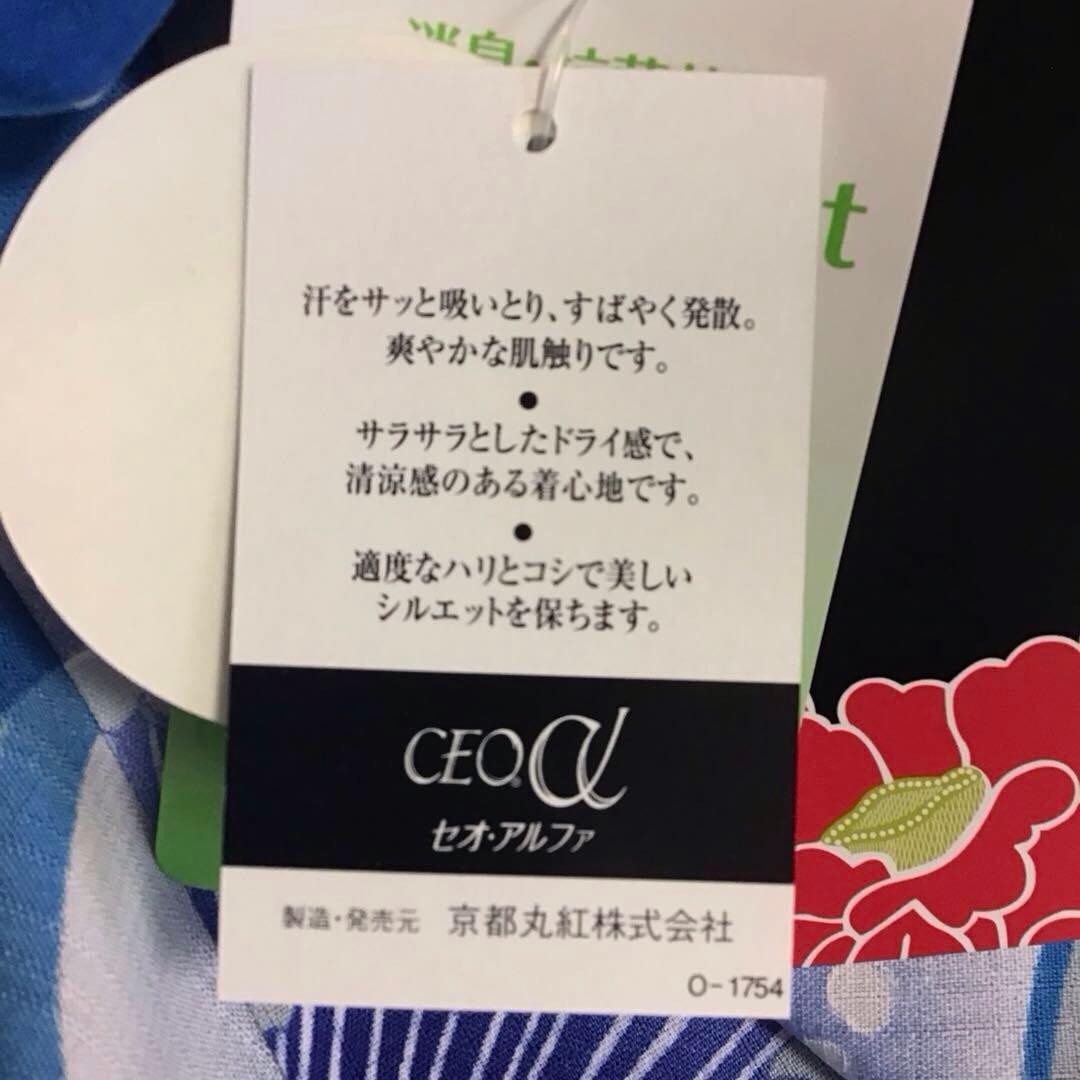 t
汗をサッと吸いとり、すばやく発散。
爽やかな肌触りです。
●
サラサラとしたドライ感で、
清涼感のある着心地です。
●
適度なハリとコシで美しい
シルエットを保ちます。
CEO®α
セオ・アルファ
製造・発売元 京都丸紅株式会社
O-1754